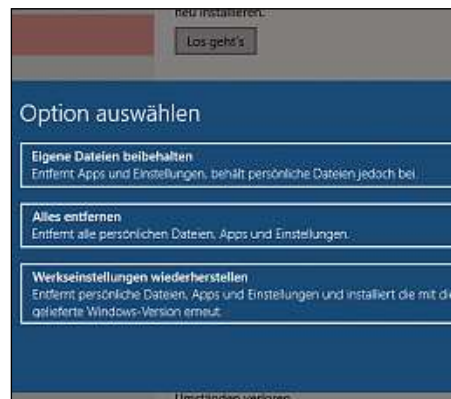 neu installieren.
Los geht's
Option auswählen
Eigene Dateien beibehalten
Entfernt Apps und Einstellungen, behält persönliche Dateien jedoch bei.
Alles entfernen
Entfernt alle persönlichen Dateien, Apps und Einstellungen.
Werkseinstellungen wiederherstellen
Entfernt persönliche Dateien, Apps und Einstellungen und installiert die mit
gelieferte Windows-Version erneut.
Umständen verloren